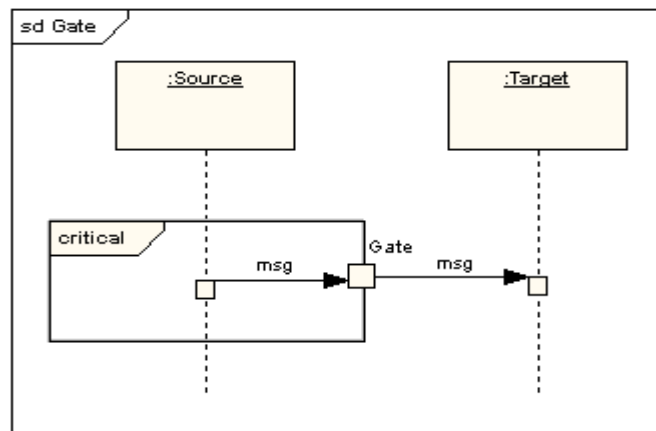 sd Gate
:Source
:Target
critical
Gate
msg
msg